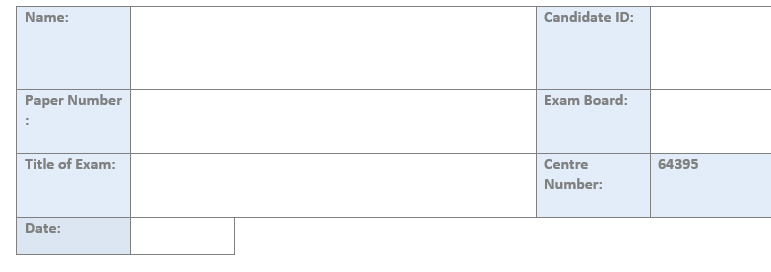 Name:
Candidate ID:
Paper Number
:
Exam Board:
Title of Exam:
Centre
Number:
64395
Date: